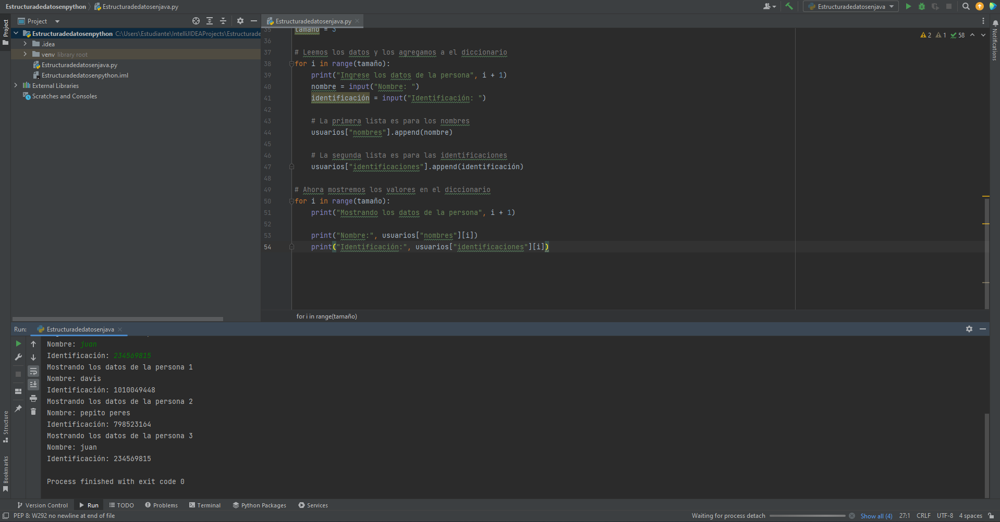 Estructuradedatosenpython
Estructuradedatosenjava.py
Estructuradedatosenjava
Project
Project
Estructuradedatosenjava.py
Notifications
Estructuradedatosenpython C:\Users\Estudiante\IntelliJIDEAProjects\Estructurade
.idea
venv library root
Estructuradedatosenjava.py
Estructuradedatosenpython.iml
External Libraries
Scratches and Consoles
2 1 58
35 tamaño = 3
36
37 # Leemos los datos y los agregamos a el diccionario
38 for i in range(tamaño):
39 print("Ingrese los datos de la persona", i + 1)
40 nombre = input("Nombre: ")
41 identificación = input("Identificación: ")
42
43 # La primera lista es para los nombres
44 usuarios["nombres"].append(nombre)
45
46 # La segunda lista es para las identificaciones
47 usuarios["identificaciones"].append(identificación)
48
49 # Ahora mostremos los valores en el diccionario
50 for i in range(tamaño):
51 print("Mostrando los datos de la persona", i + 1)
52
53 print("Nombre:", usuarios["nombres"][i])
54 print("Identificación:", usuarios["identificaciones"][i])
for i in range(tamaño)
Run: Estructuradedatosenjava
Nombre: juan
Identificación: 234569815
Mostrando los datos de la persona 1
Nombre: davis
Identificación: 1010049448
Mostrando los datos de la persona 2
Nombre: pepito peres
Identificación: 798523164
Mostrando los datos de la persona 3
Nombre: juan
Identificación: 234569815
Process finished with exit code 0
Structure
Bookmarks
Version Control Run TODO Problems Terminal Python Packages Services
PEP 8: W292 no newline at end of file
Waiting for process detach Show all (4) 27:1 CRLF UTF-8 4 spaces